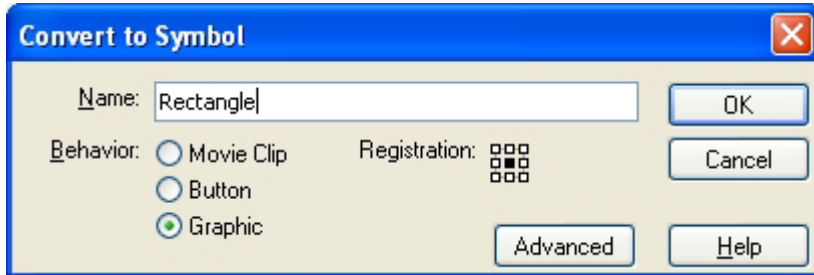 Convert to Symbol
Name: Rectangle OK
Behavior: Movie Clip Registration: Cancel
Button
Graphic
Advanced Help